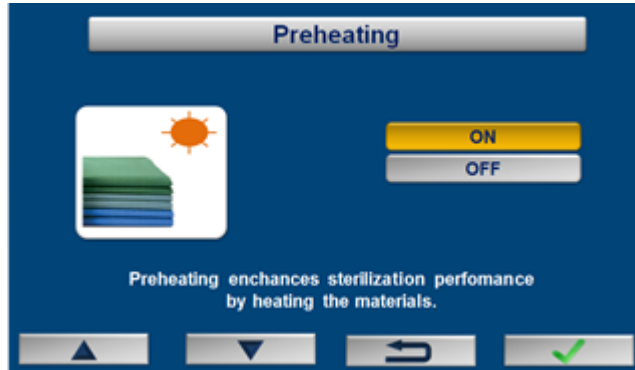 Preheating
ON
OFF
Preheating enchances sterilization perfomance
by heating the materials.